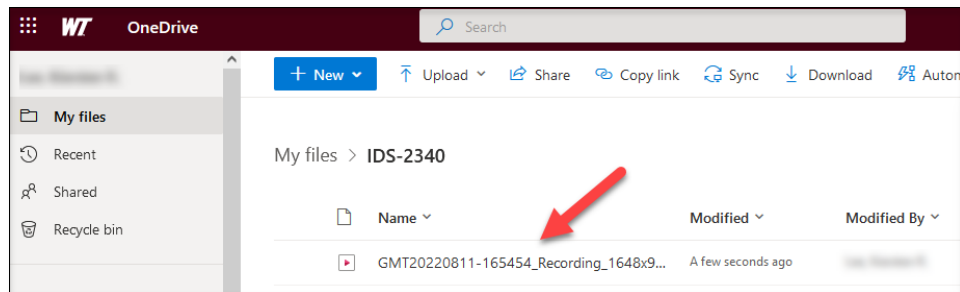 WT OneDrive Search
New Upload Share Copy link Sync Download Autom
My files
Recent
Shared
Recycle bin
My files > IDS-2340
Name Modified Modified By
GMT20220811-165454_Recording_1648x9... A few seconds ago